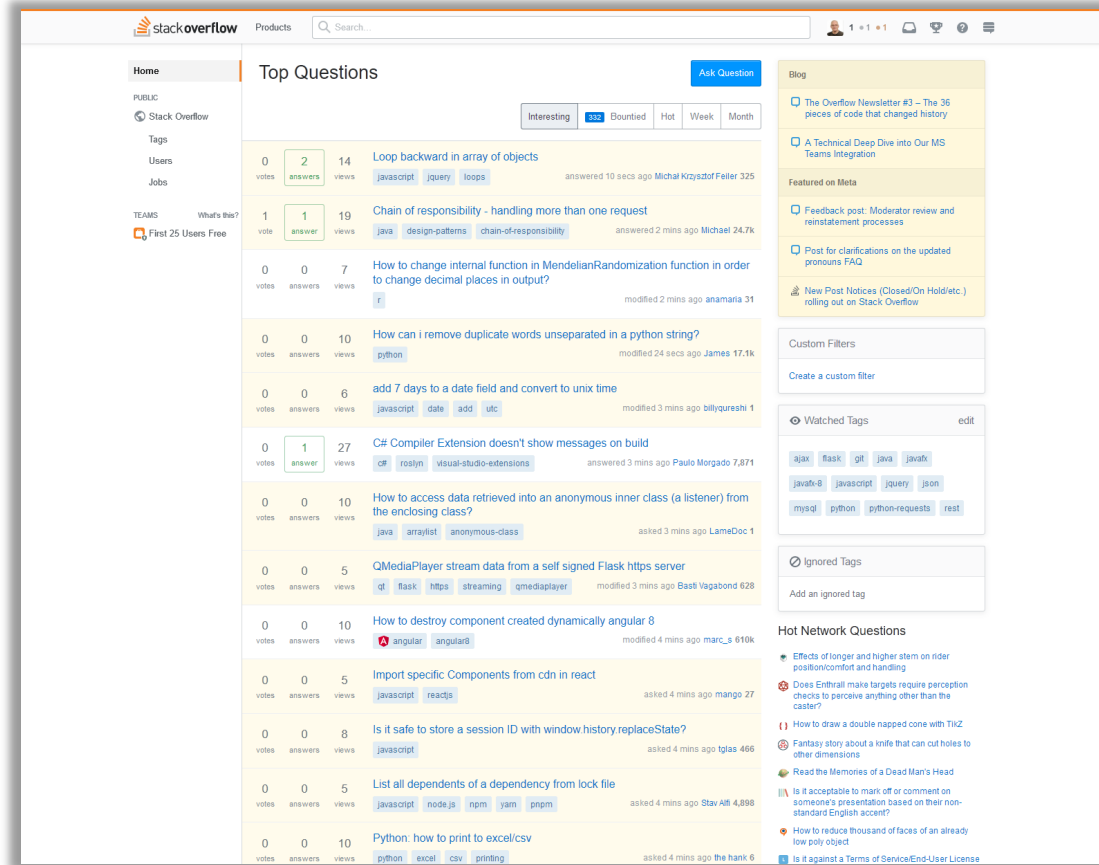 stack overflow
Products
Search...
1 1 1
Home
PUBLIC
Stack Overflow
Tags
Users
Jobs
TEAMS What's this?
First 25 Users Free
Top Questions
Ask Question
Interesting 332 Bountied Hot Week Month
0 votes 2 answers 14 views
Loop backward in array of objects
javascript jquery loops
answered 10 secs ago Michał Krzysztof Feiler 325
1 vote 1 answer 19 views
Chain of responsibility - handling more than one request
java design-patterns chain-of-responsibility
answered 2 mins ago Michael 24.7k
0 votes 0 answers 7 views
How to change internal function in MendelianRandomization function in order
to change decimal places in output?
r
modified 2 mins ago anamaria 31
0 votes 0 answers 10 views
How can i remove duplicate words unseparated in a python string?
python
modified 24 secs ago James 17.1k
0 votes 0 answers 6 views
add 7 days to a date field and convert to unix time
javascript date add utc
modified 3 mins ago billyqureshi 1
0 votes 1 answer 27 views
C# Compiler Extension doesn't show messages on build
c# roslyn visual-studio-extensions
answered 3 mins ago Paulo Morgado 7,871
0 votes 0 answers 10 views
How to access data retrieved into an anonymous inner class (a listener) from
the enclosing class?
java arraylist anonymous-class
asked 3 mins ago LameDoc 1
0 votes 0 answers 5 views
QMediaPlayer stream data from a self signed Flask https server
qt flask https streaming qmediaplayer
modified 3 mins ago Basti Vagabond 628
0 votes 0 answers 10 views
How to destroy component created dynamically angular 8
angular angular8
modified 4 mins ago marc_s 610k
0 votes 0 answers 5 views
Import specific Components from cdn in react
javascript reactjs
asked 4 mins ago mango 27
0 votes 0 answers 8 views
Is it safe to store a session ID with window.history.replaceState?
javascript
asked 4 mins ago tglas 466
0 votes 0 answers 5 views
List all dependents of a dependency from lock file
javascript node.js npm yarn pnpm
asked 4 mins ago Stav Alfi 4,898
0 votes 0 answers 10 views
Python: how to print to excel/csv
python excel csv printing
modified 4 mins ago the hank 6
Blog
The Overflow Newsletter #3 – The 36
pieces of code that changed history
A Technical Deep Dive into Our MS
Teams Integration
Featured on Meta
Feedback post: Moderator review and
reinstatement processes
Post for clarifications on the updated
pronouns FAQ
New Post Notices (Closed/On Hold/etc.)
rolling out on Stack Overflow
Custom Filters
Create a custom filter
Watched Tags edit
ajax flask git java javafx
javafx-8 javascript jquery json
mysql python python-requests rest
Ignored Tags
Add an ignored tag
Hot Network Questions
Effects of longer and higher stem on rider
position/comfort and handling
Does Enthrall make targets require perception
checks to perceive anything other than the
caster?
How to draw a double napped cone with TikZ
Fantasy story about a knife that can cut holes to
other dimensions
Read the Memories of a Dead Man's Head
Is it acceptable to mark off or comment on
someone's presentation based on their non-
standard English accent?
How to reduce thousand of faces of an already
low poly object
Is it against a Terms of Service/End-User License